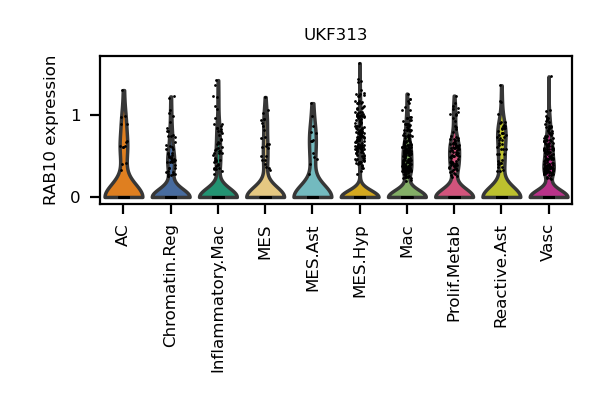 UKF313
RAB10 expression
1
0
AC
Chromatin.Reg
Inflammatory.Mac
MES
MES.Ast
MES.Hyp
Mac
Prolif.Metab
Reactive.Ast
Vasc